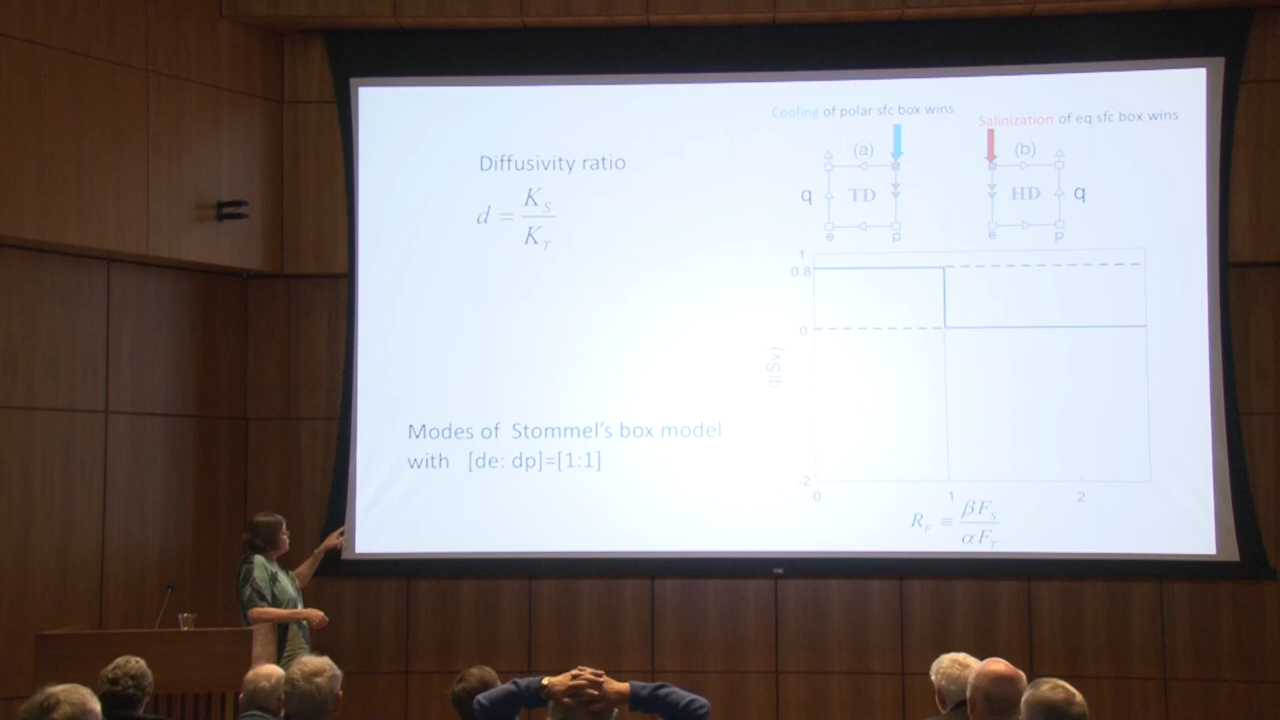 Cooling of polar sfc box wins
Salinization of eq sfc box wins
Diffusivity ratio
d = K_S / K_T
(a)
(b)
q TD
HD q
e p
e p
1
0.8
0
-2
q(Sv)
0 1 2
R_F ≡ βF_S / αF_T
Modes of Stommel's box model
with [de: dp]=[1:1]